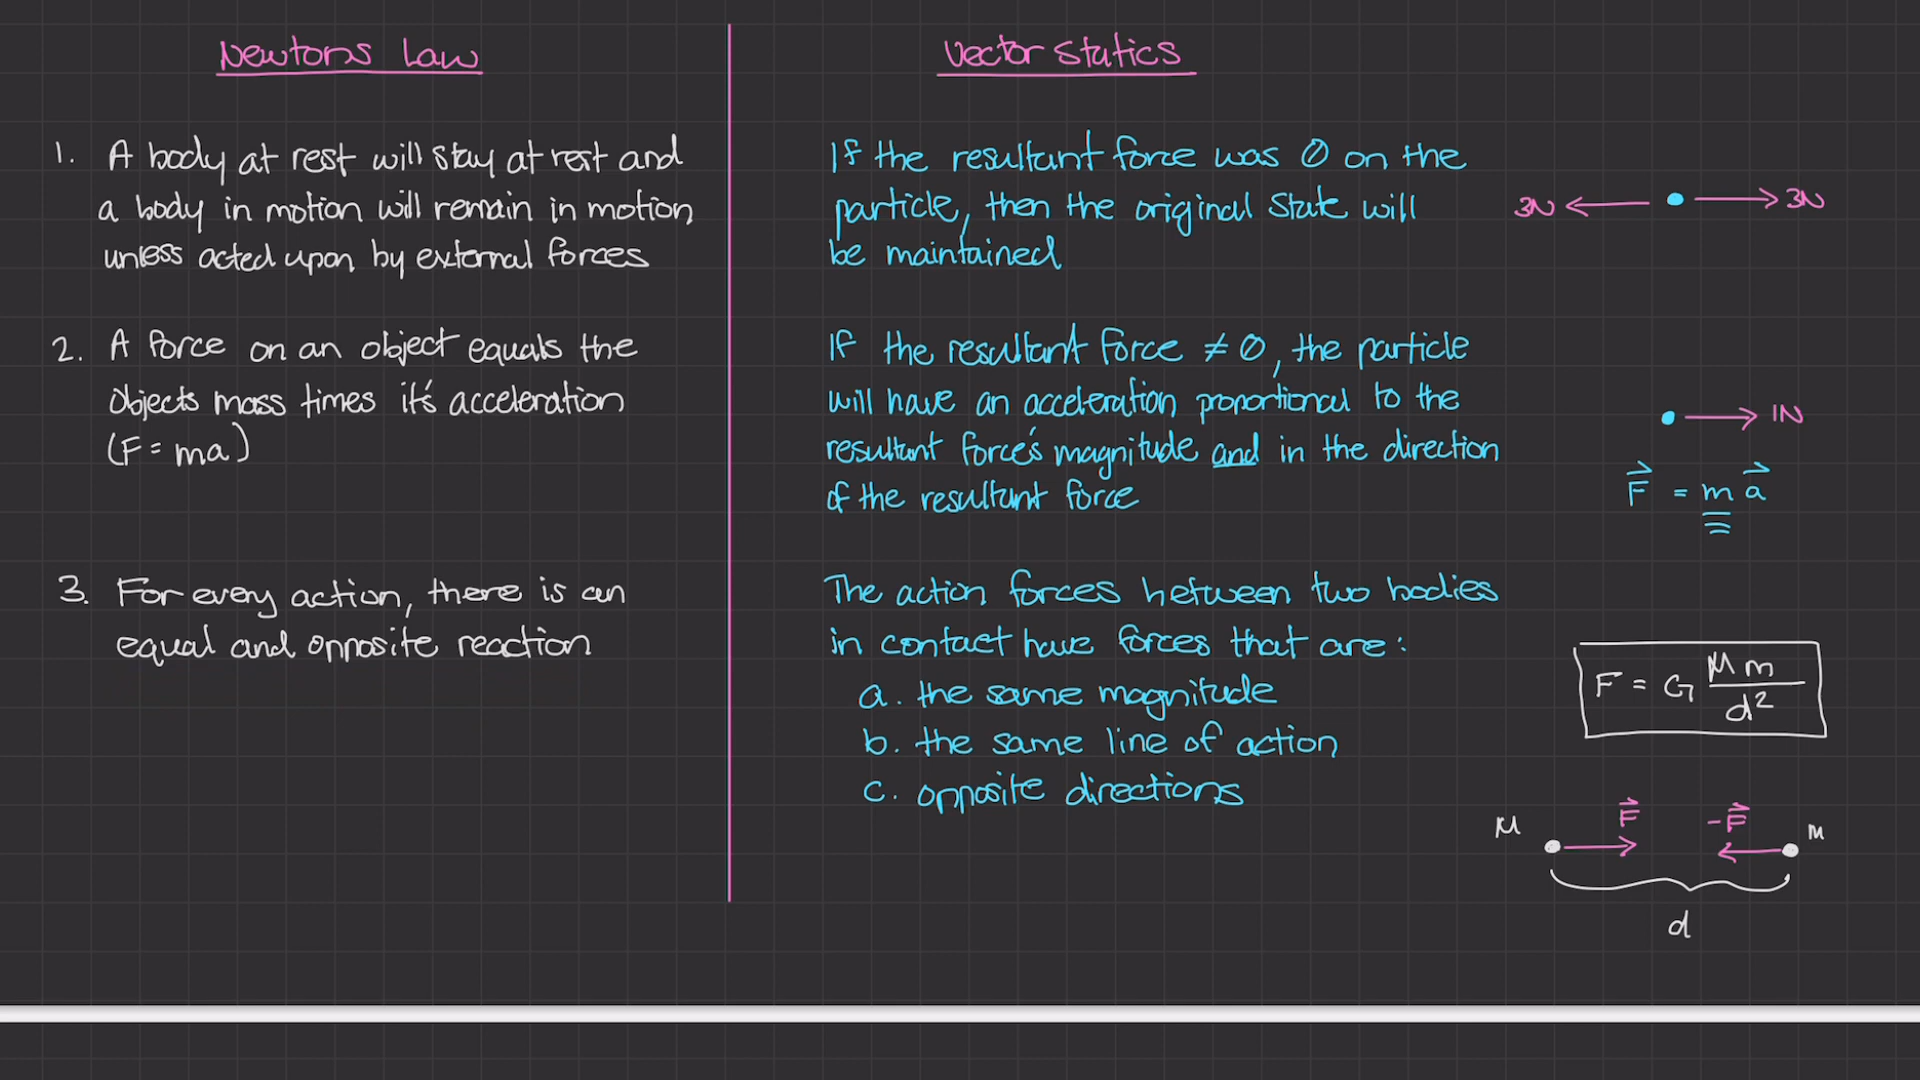 Newtons Law
1. A body at rest will stay at rest and
a body in motion will remain in motion
unless acted upon by external forces
2. A force on an object equals the
objects mass times it's acceleration
(F = ma)
3. For every action, there is an
equal and opposite reaction
Vector Statics
If the resultant force was 0 on the
particle, then the original state will
be maintained
3N
3N
If the resultant force ≠ 0, the particle
will have an acceleration proportional to the
resultant force's magnitude and in the direction
of the resultant force
1N
F⃗ = m a⃗
The action forces between two bodies
in contact have forces that are:
a. the same magnitude
b. the same line of action
c. opposite directions
F = G Mm/d²
M F⃗ -F⃗ m
d